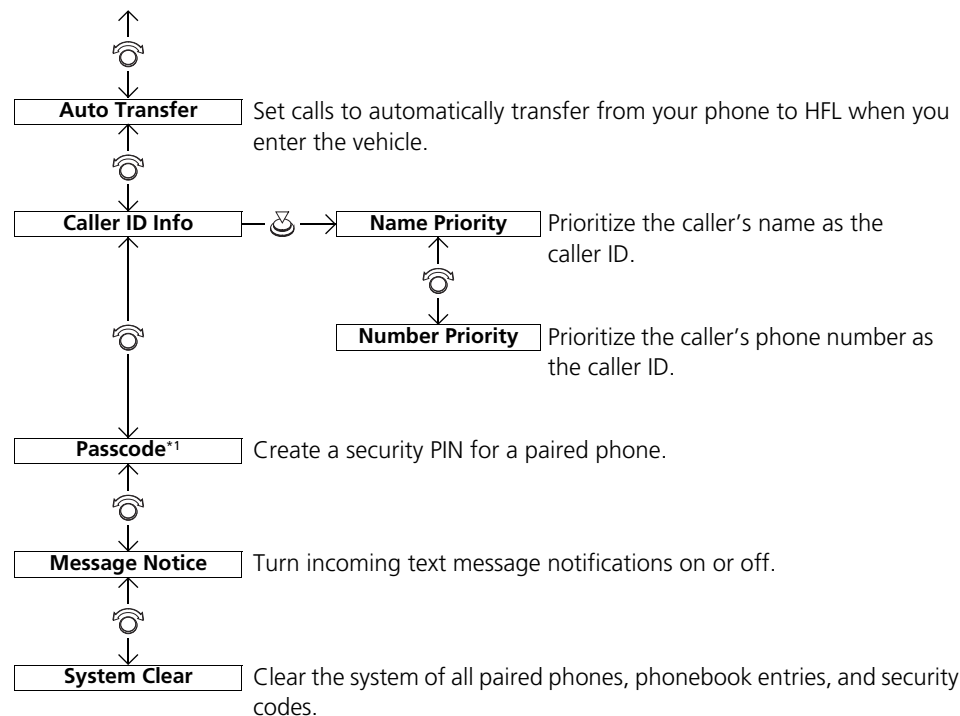 Auto Transfer
Set calls to automatically transfer from your phone to HFL when you
enter the vehicle.
Caller ID Info
Name Priority
Prioritize the caller's name as the
caller ID.
Number Priority
Prioritize the caller's phone number as
the caller ID.
Passcode*1
Create a security PIN for a paired phone.
Message Notice
Turn incoming text message notifications on or off.
System Clear
Clear the system of all paired phones, phonebook entries, and security
codes.